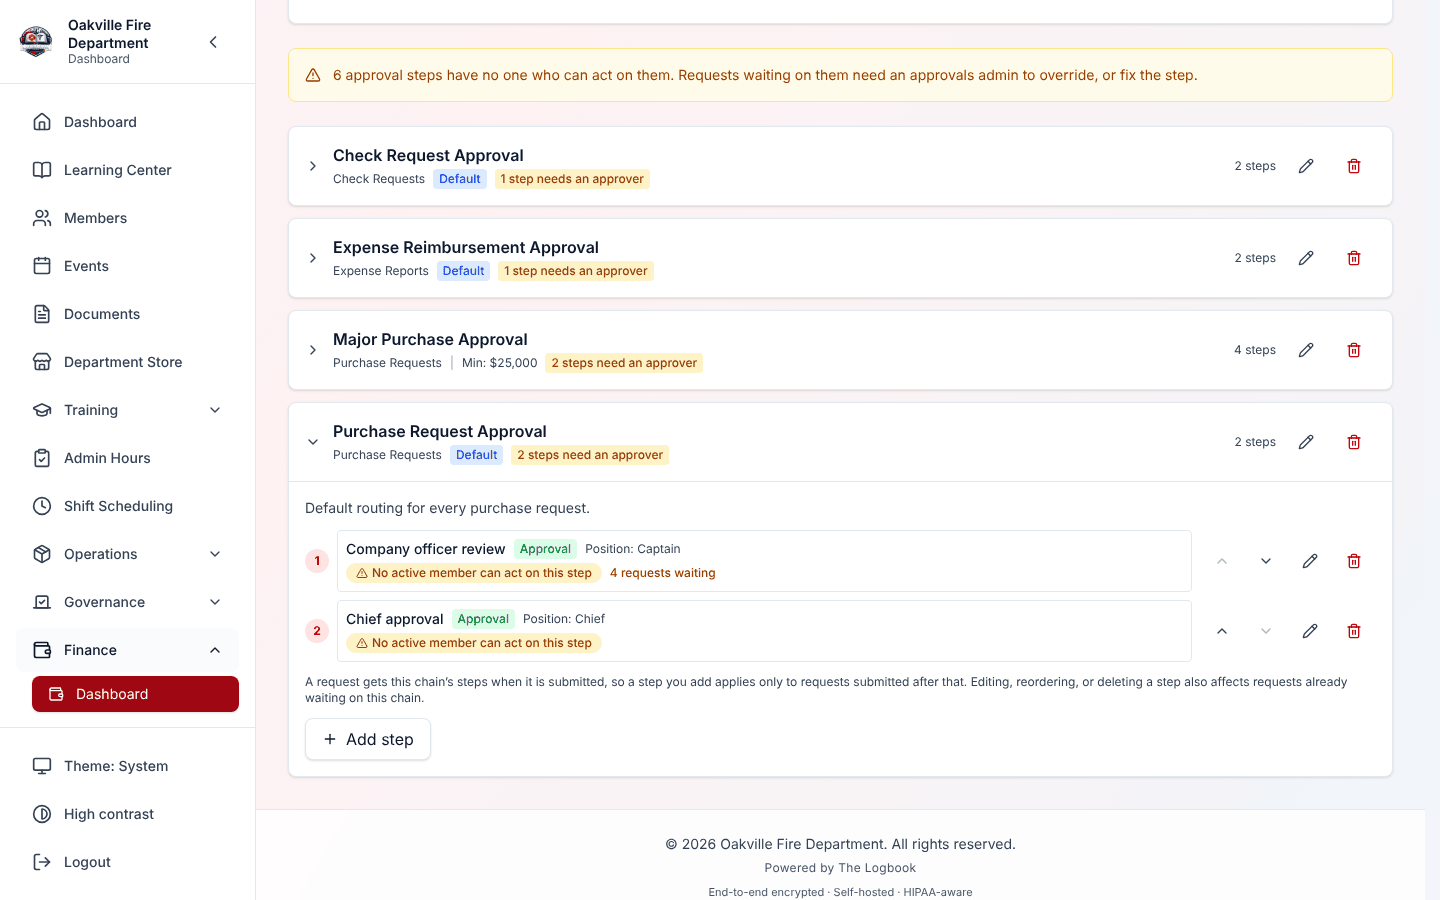 Oakville Fire
Department
Dashboard
Dashboard
Learning Center
Members
Events
Documents
Department Store
Training
Admin Hours
Shift Scheduling
Operations
Governance
Finance
Dashboard
Theme: System
High contrast
Logout
6 approval steps have no one who can act on them. Requests waiting on them need an approvals admin to override, or fix the step.
Check Request Approval
Check Requests Default 1 step needs an approver
2 steps
Expense Reimbursement Approval
Expense Reports Default 1 step needs an approver
2 steps
Major Purchase Approval
Purchase Requests | Min: $25,000 2 steps need an approver
4 steps
Purchase Request Approval
Purchase Requests Default 2 steps need an approver
2 steps
Default routing for every purchase request.
1
Company officer review Approval Position: Captain
No active member can act on this step 4 requests waiting
2
Chief approval Approval Position: Chief
No active member can act on this step
A request gets this chain’s steps when it is submitted, so a step you add applies only to requests submitted after that. Editing, reordering, or deleting a step also affects requests already
waiting on this chain.
Add step
© 2026 Oakville Fire Department. All rights reserved.
Powered by The Logbook
End-to-end encrypted · Self-hosted · HIPAA-aware